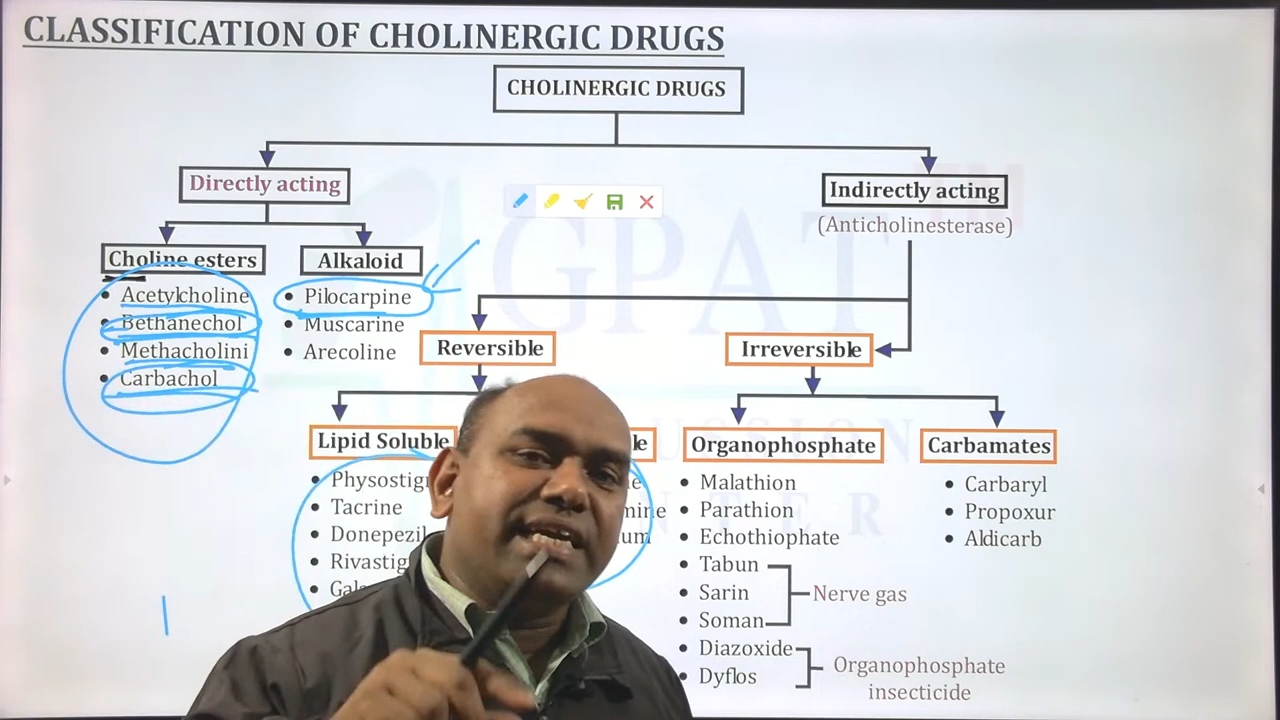 CLASSIFICATION OF CHOLINERGIC DRUGS
CHOLINERGIC DRUGS
Directly acting
Indirectly acting
(Anticholinesterase)
Choline esters
Alkaloid
• Acetylcholine
• Bethanechol
• Methacholini
• Carbachol
• Pilocarpine
• Muscarine
• Arecoline
Reversible
Irreversible
Lipid Soluble
Organophosphate
Carbamates
• Tacrine
• Donepezil
• Malathion
• Parathion
• Echothiophate
• Tabun
• Sarin
• Soman
Nerve gas
• Diazoxide
• Dyflos
Organophosphate
insecticide
• Carbaryl
• Propoxur
• Aldicarb
GPAT